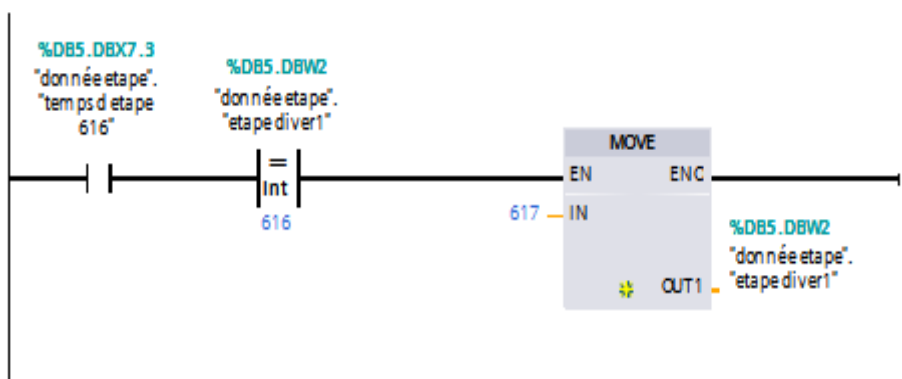 %DB5.DBX7.3
"donnée etape".
"temps d etape
616"
%DB5.DBW2
"donnée etape".
"etape diver1"
=
Int
616
MOVE
EN ENC
617 IN
OUT1
%DB5.DBW2
"donnée etape".
"etape diver1"